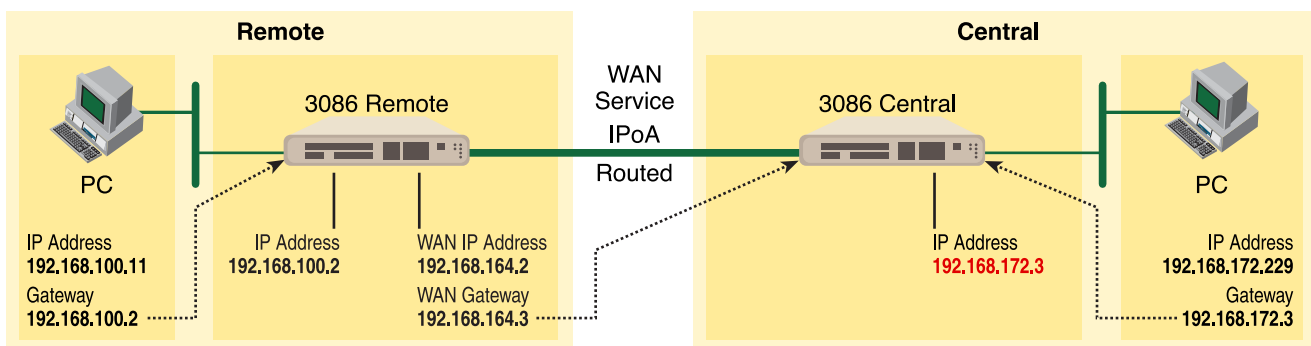 Remote
Central
WAN
Service
IPoA
Routed
3086 Remote
3086 Central
PC
PC
IP Address
192.168.100.11
Gateway
192.168.100.2
IP Address
192.168.100.2
WAN IP Address
192.168.164.2
WAN Gateway
192.168.164.3
IP Address
192.168.172.3
IP Address
192.168.172.229
Gateway
192.168.172.3